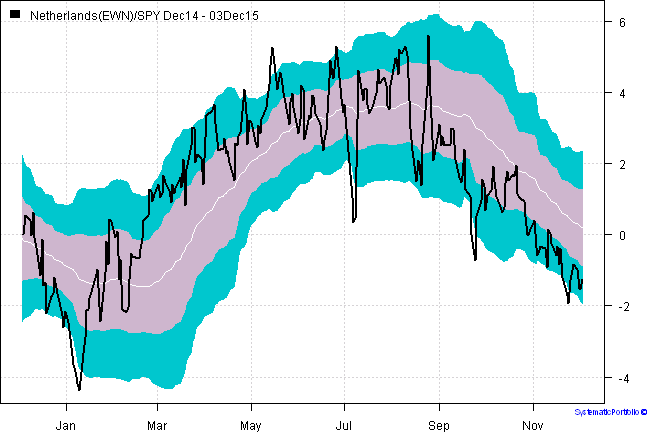 Netherlands(EWN)/SPY Dec14 - 03Dec15
6
4
2
0
-2
-4
Jan Mar May Jul Sep Nov
SystematicPortfolio ©